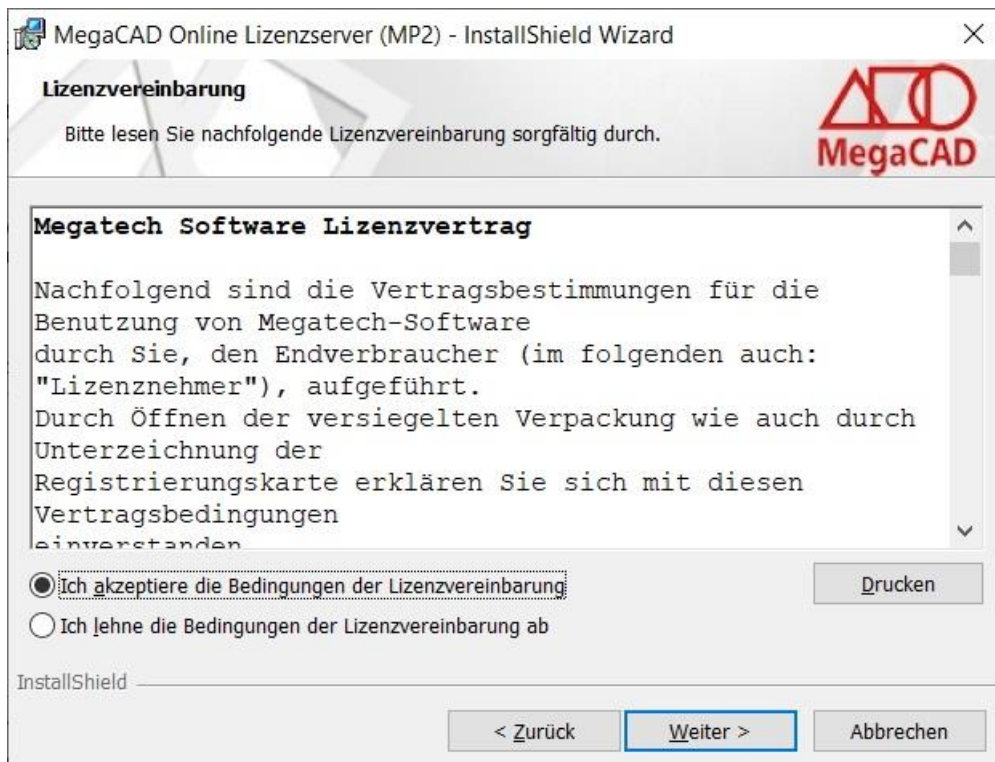 MegaCAD Online Lizenzserver (MP2) - InstallShield Wizard
Lizenzvereinbarung
Bitte lesen Sie nachfolgende Lizenzvereinbarung sorgfältig durch.
MegaCAD
Megatech Software Lizenzvertrag
Nachfolgend sind die Vertragsbestimmungen für die
Benutzung von Megatech-Software
durch Sie, den Endverbraucher (im folgenden auch:
"Lizenznehmer"), aufgeführt.
Durch Öffnen der versiegelten Verpackung wie auch durch
Unterzeichnung der
Registrierungskarte erklären Sie sich mit diesen
Vertragsbedingungen
einverstanden
Ich akzeptiere die Bedingungen der Lizenzvereinbarung
Drucken
Ich lehne die Bedingungen der Lizenzvereinbarung ab
InstallShield
< Zurück
Weiter >
Abbrechen